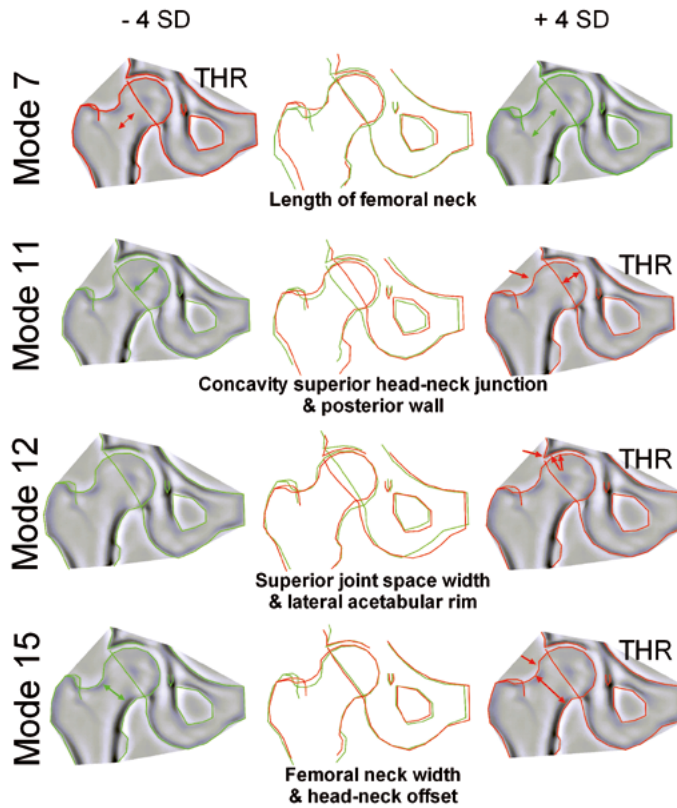 - 4 SD
+ 4 SD
Mode 7
THR
Length of femoral neck
Mode 11
THR
Concavity superior head-neck junction
& posterior wall
Mode 12
THR
Superior joint space width
& lateral acetabular rim
Mode 15
THR
Femoral neck width
& head-neck offset